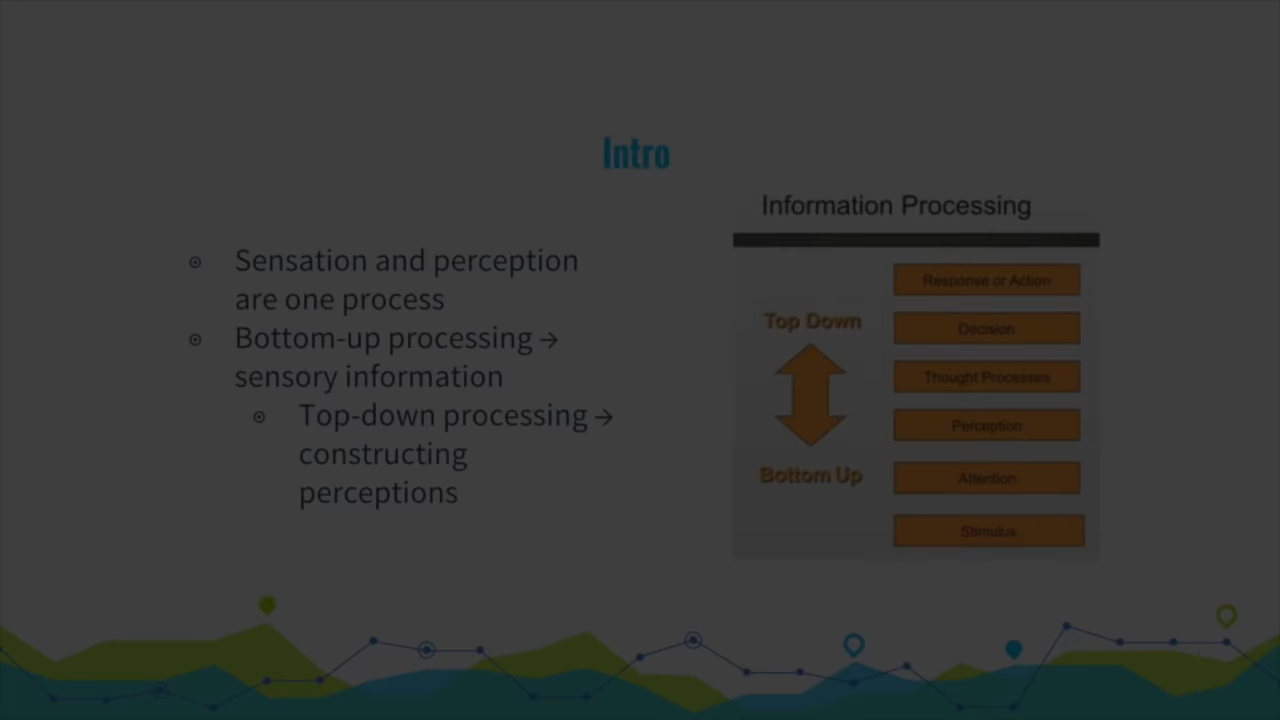 Intro
Sensation and perception
are one process
Bottom-up processing →
sensory information
Top-down processing →
constructing
perceptions
Information Processing
Top Down
Bottom Up
Response or Action
Decision
Thought Processes
Perception
Attention
Stimulus